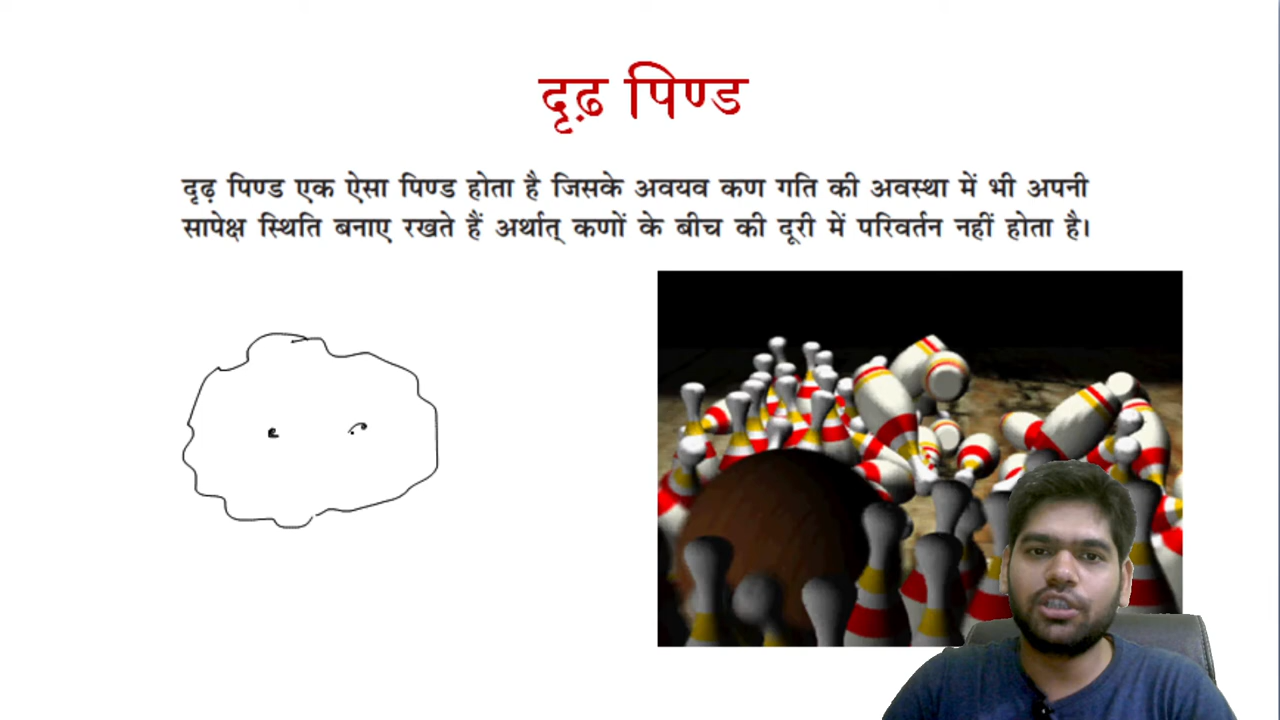 दृढ़ पिण्ड
दृढ़ पिण्ड एक ऐसा पिण्ड होता है जिसके अवयव कण गति की अवस्था में भी अपनी
सापेक्ष स्थिति बनाए रखते हैं अर्थात् कणों के बीच की दूरी में परिवर्तन नहीं होता है।